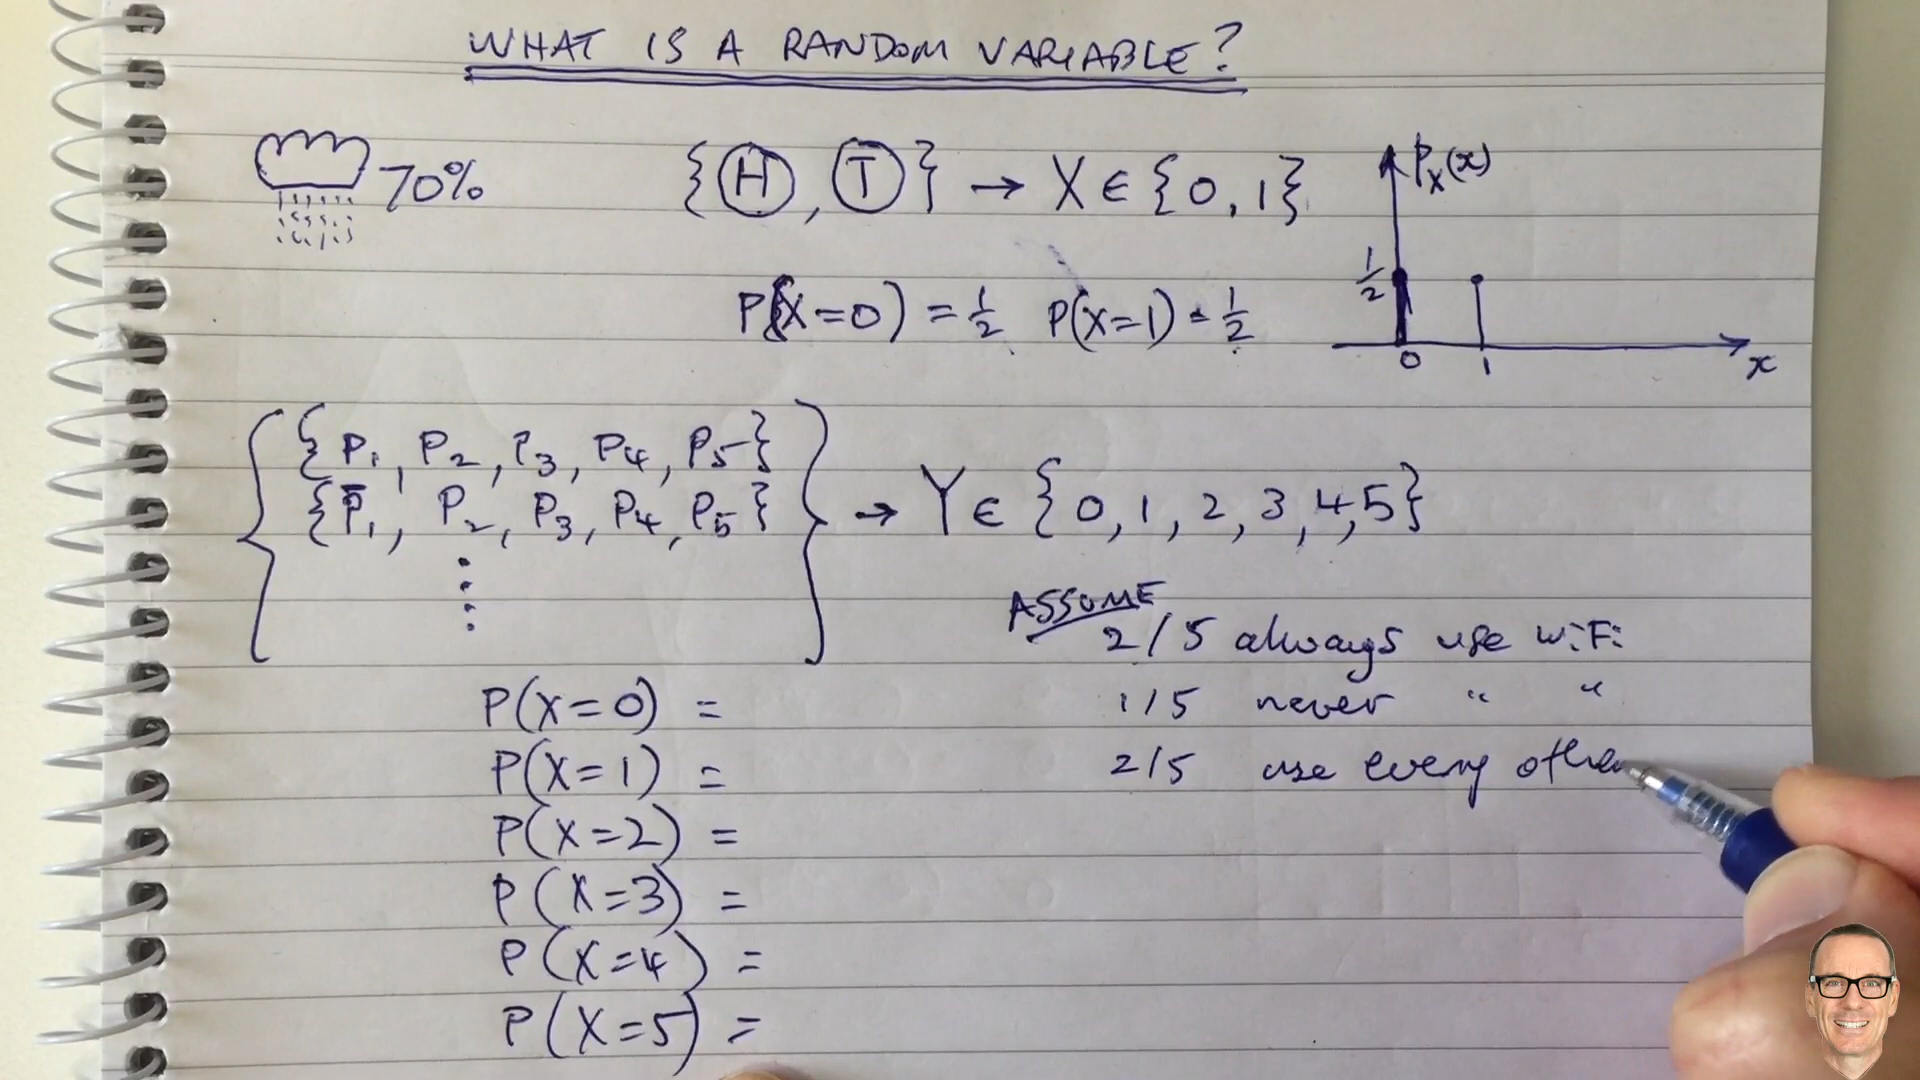 WHAT IS A RANDOM VARIABLE?
70%
{H, T} → X ∈ {0, 1}
P_X(x)
P(X=0) = 1/2 P(X=1) = 1/2
1/2
0 1 x
{P₁, P₂, P₃, P₄, P₅}
{P̄₁, P₂, P₃, P₄, P₅}
⋮
→ Y ∈ {0, 1, 2, 3, 4, 5}
ASSUME
2/5 always use WiFi
1/5 never " "
2/5 use every other
P(X=0) =
P(X=1) =
P(X=2) =
P(X=3) =
P(X=4) =
P(X=5) =